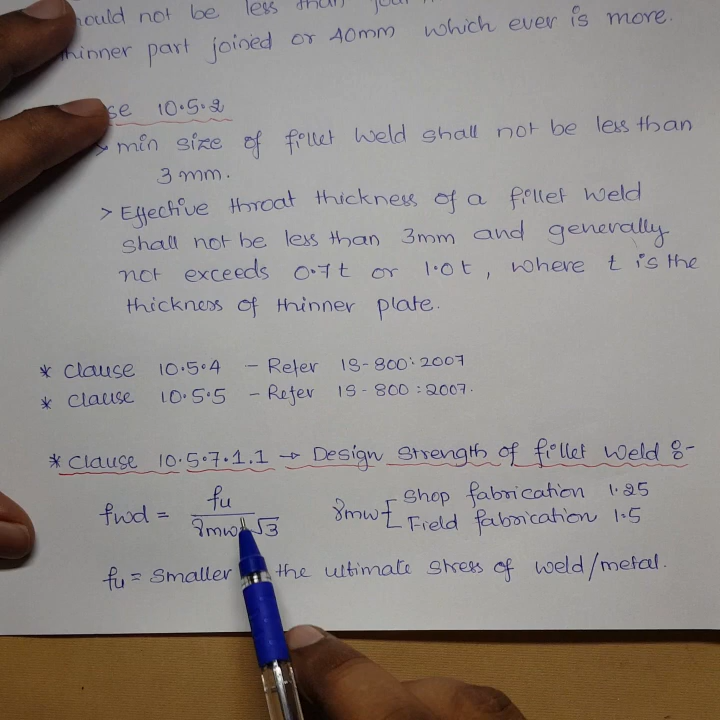 hould not be less than
thinner part joined or 40mm which ever is more.
se 10.5.2
> min size of fillet weld shall not be less than
3 mm.
> Effective throat thickness of a fillet weld
shall not be less than 3mm and generally
not exceeds 0.7t or 1.0t, where t is the
thickness of thinner plate.
* Clause 10.5.4 - Refer IS-800:2007
* Clause 10.5.5 - Refer IS-800:2007.
* Clause 10.5.7.1.1 → Design Strength of fillet weld :-
fwd = fu / γmw √3
γmw [ Shop fabrication 1.25
Field fabrication 1.5
fu = Smaller the ultimate stress of weld/metal.